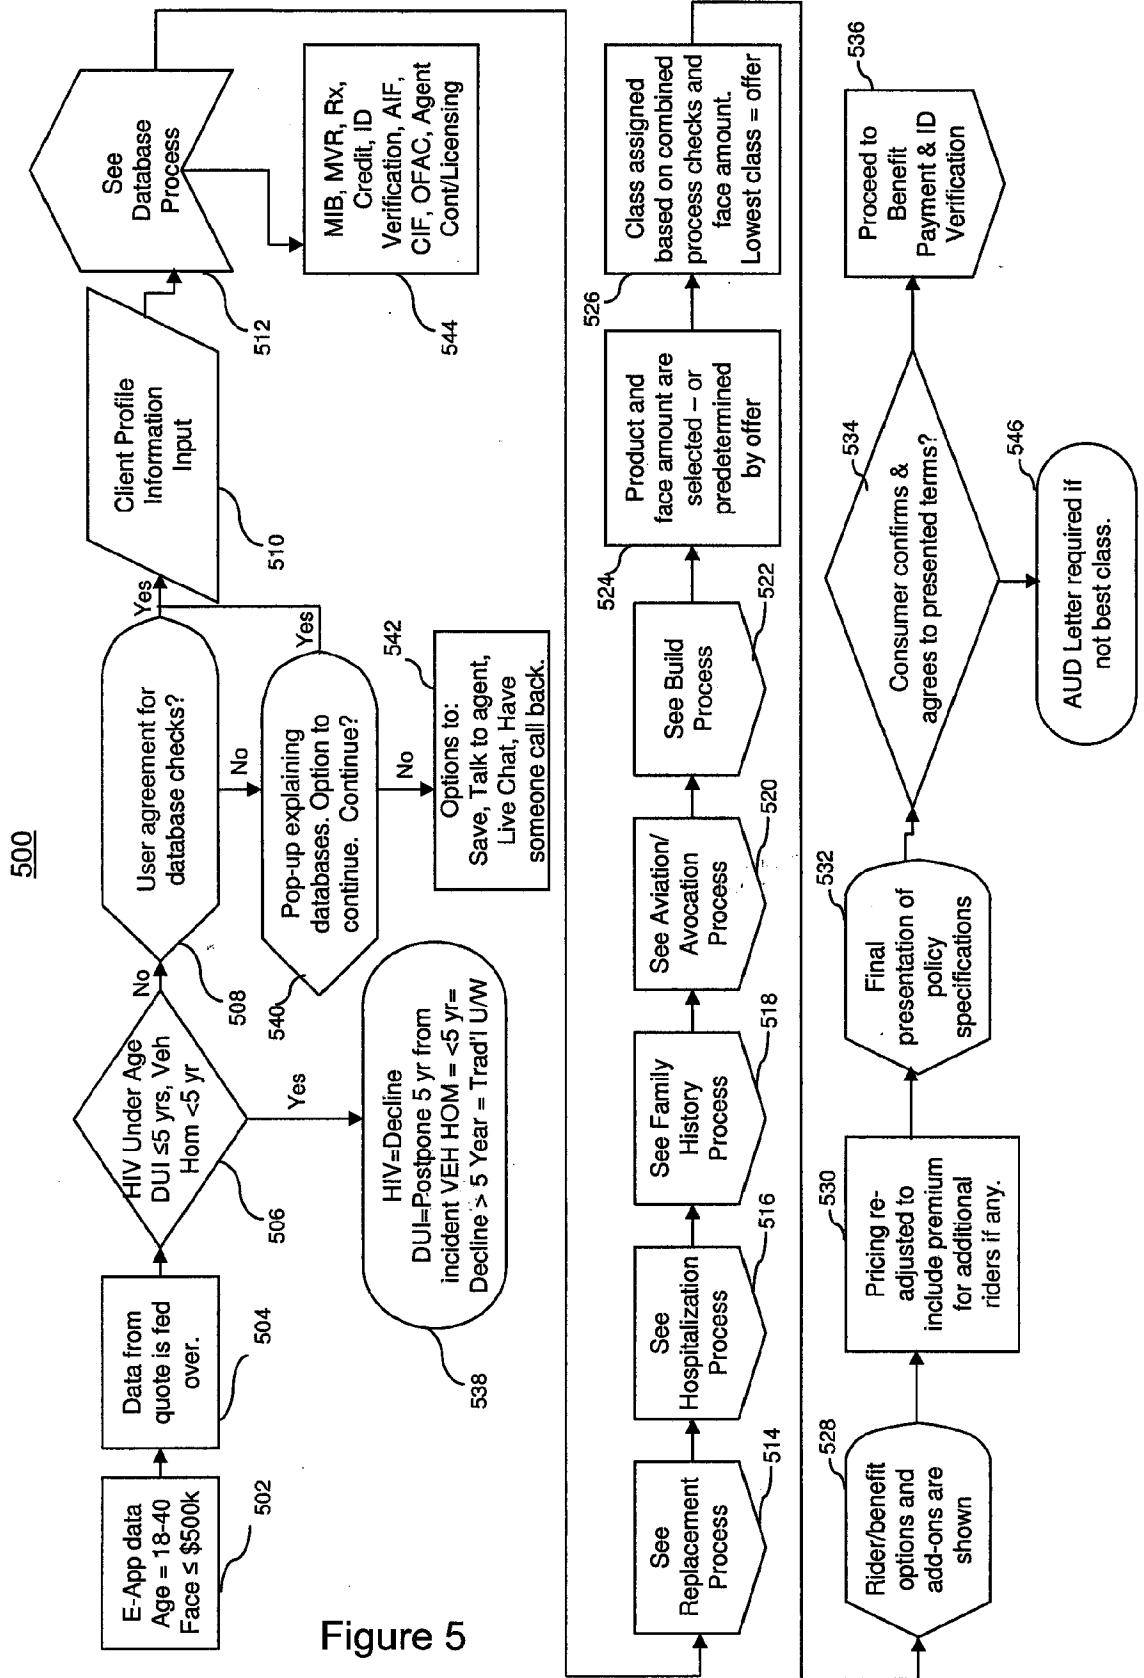 500
E-App data
Age = 18-40
Face ≤ $500k
502
Data from
quote is fed
over.
504
HIV Under Age
DUI ≤5 yrs, Veh
Hom <5 yr
506
No
Yes
HIV=Decline
DUI=Postpone 5 yr from
incident VEH HOM = <5 yr=
Decline > 5 Year = Trad'l U/W
538
User agreement for
database checks?
508
Yes
No
Pop-up explaining
databases. Option to
continue. Continue?
540
Yes
No
Options to:
Save, Talk to agent,
Live Chat, Have
someone call back.
542
Client Profile
Information
Input
510
See
Database
Process
512
MIB, MVR, Rx,
Credit, ID
Verification, AIF,
CIF, OFAC, Agent
Cont/Licensing
544
See
Replacement
Process
514
See
Hospitalization
Process
516
See Family
History
Process
518
See Aviation/
Avocation
Process
520
See Build
Process
522
Product and
face amount are
selected – or
predetermined
by offer
524
Class assigned
based on combined
process checks and
face amount.
Lowest class = offer
526
Rider/benefit
options and
add-ons are
shown
528
Pricing re-
adjusted to
include premium
for additional
riders if any.
530
Final
presentation of
policy
specifications
532
Consumer confirms &
agrees to presented terms?
534
AUD Letter required if
not best class.
546
Proceed to
Benefit
Payment & ID
Verification
536
Figure 5